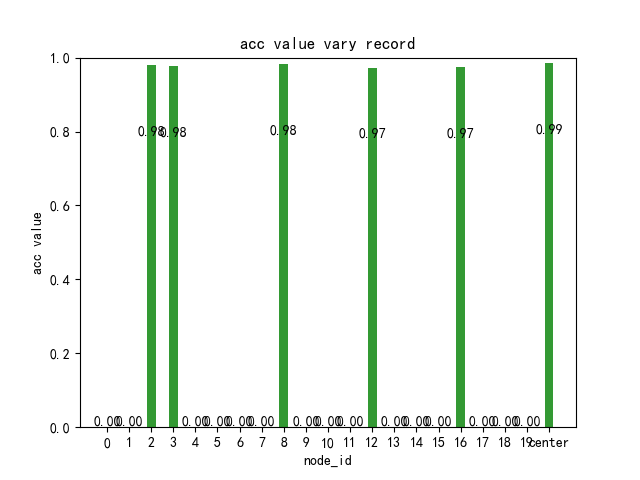 acc value vary record
acc value
1.0
0.8
0.6
0.4
0.2
0.0
0.00 0.00 0.98 0.98 0.00 0.00 0.00 0.00 0.98 0.00 0.00 0.00 0.97 0.00 0.00 0.00 0.97 0.00 0.00 0.00 0.99
0 1 2 3 4 5 6 7 8 9 10 11 12 13 14 15 16 17 18 19 center
node_id